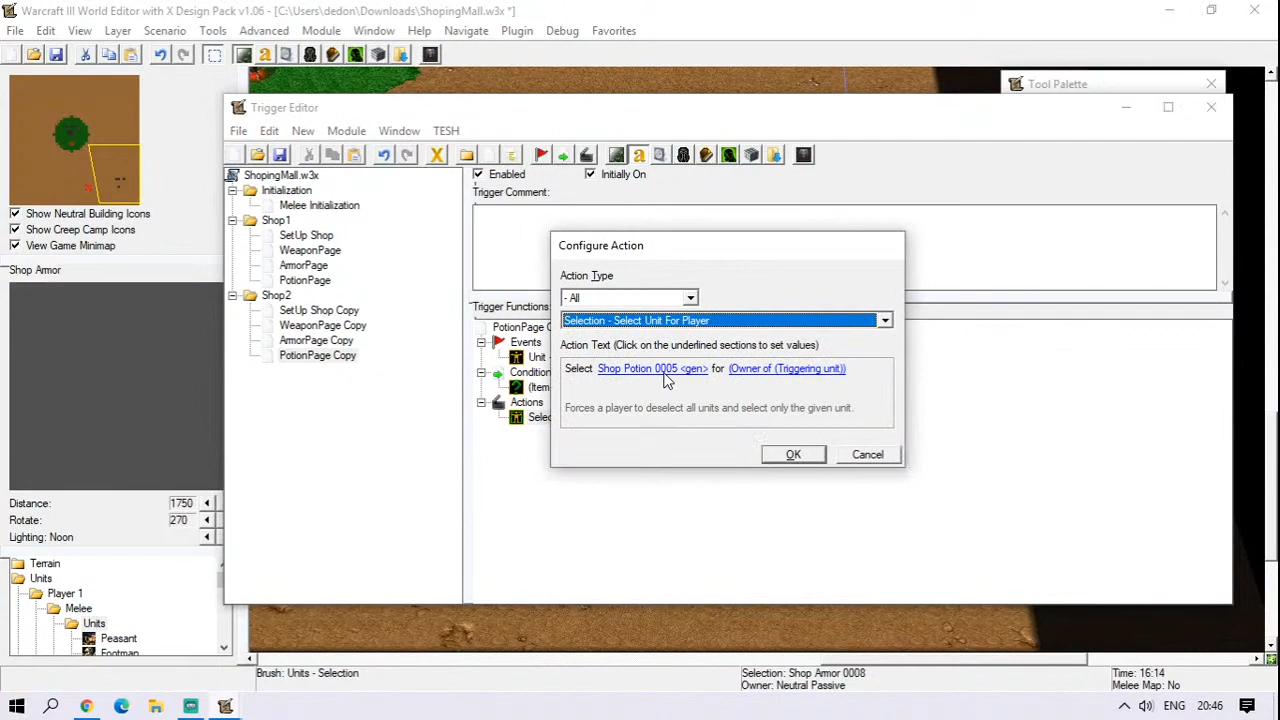 Warcraft III World Editor with X Design Pack v1.06 - [C:\Users\dedon\Downloads\ShopingMall.w3x *]
File Edit View Layer Scenario Tools Advanced Module Window Help Navigate Plugin Debug Favorites
Tool Palette
Trigger Editor
File Edit New Module Window TESH
ShopingMall.w3x
Initialization
Melee Initialization
Shop1
SetUp Shop
WeaponPage
ArmorPage
PotionPage
Shop2
SetUp Shop Copy
WeaponPage Copy
ArmorPage Copy
PotionPage Copy
Enabled Initially On
Trigger Comment:
Trigger Functions:
PotionPage C
Events
Unit -
Condition
(Item
Actions
Selec
Configure Action
Action Type
- All
Selection - Select Unit For Player
Action Text (Click on the underlined sections to set values)
Select Shop Potion 0005 <gen> for (Owner of (Triggering unit))
Forces a player to deselect all units and select only the given unit.
OK Cancel
Show Neutral Building Icons
Show Creep Camp Icons
View Game Minimap
Shop Armor
Distance: 1750
Rotate: 270
Lighting: Noon
Terrain
Units
Player 1
Melee
Units
Peasant
Footman
Brush: Units - Selection
Selection: Shop Armor 0008
Owner: Neutral Passive
Time: 16:14
Melee Map: No
ENG 20:46